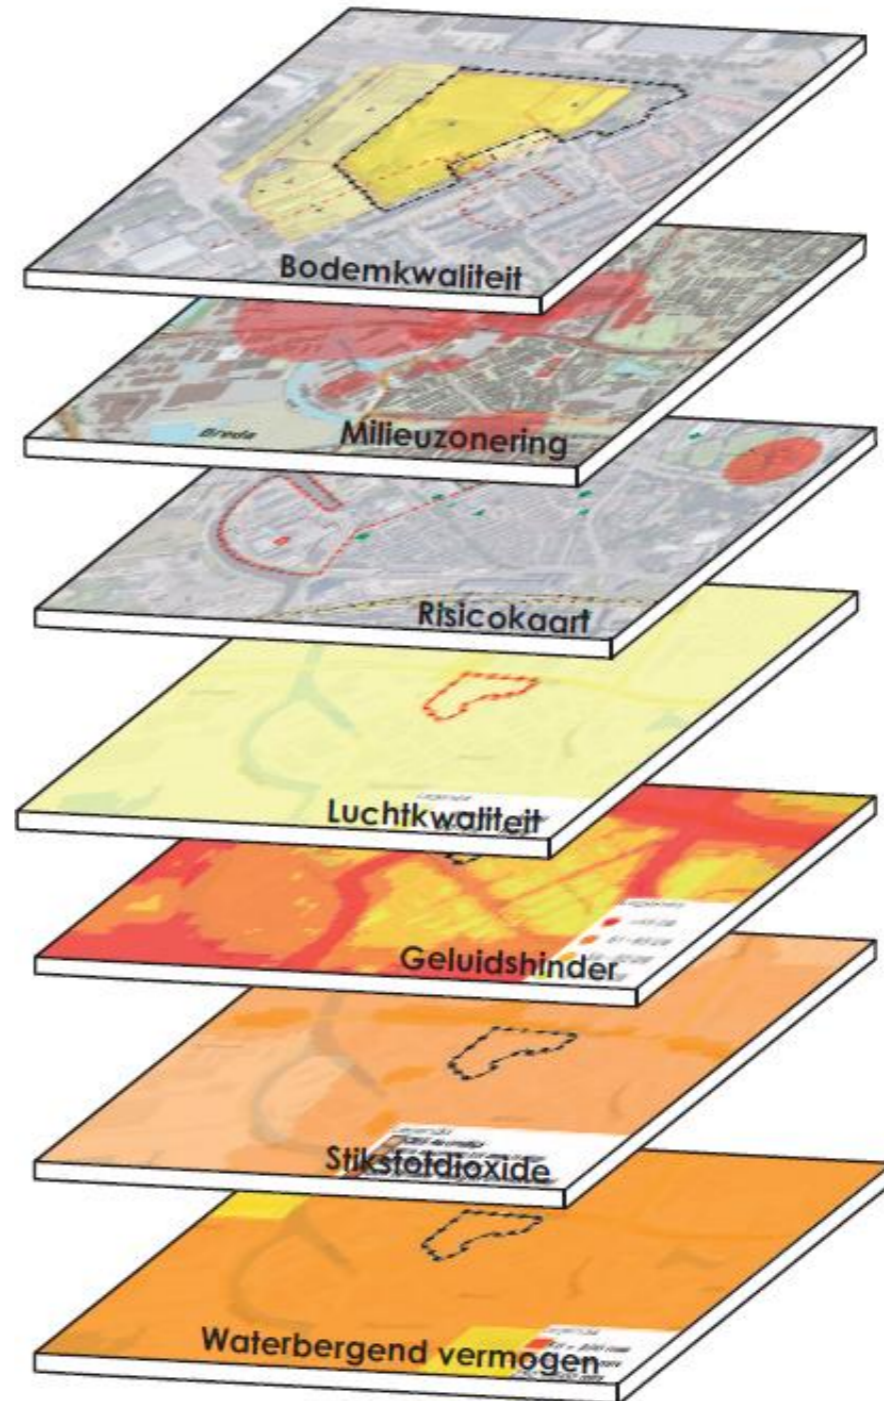 Bodemkwaliteit
Breda
Milieuzonering
Risicokaart
Luchtkwaliteit
Geluidshinder
Stikstofdioxide
Waterbergend vermogen